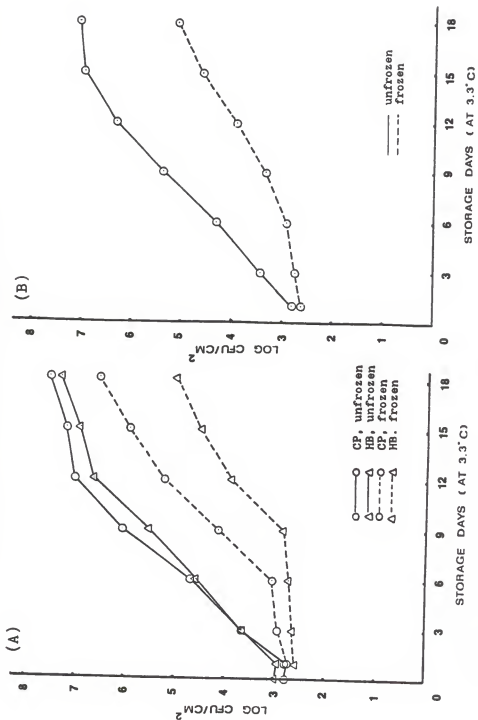 (A)
LOG CFU/CM²
8
7
6
5
4
3
2
1
0
3
6
9
12
15
18
STORAGE DAYS ( AT 3.3°C)
CP, unfrozen
HB, unfrozen
CP, frozen
HB. frozen
(B)
LOG CFU/CM²
8
7
6
5
4
3
2
1
0
3
6
9
12
15
18
STORAGE DAYS ( AT 3.3°C)
unfrozen
frozen